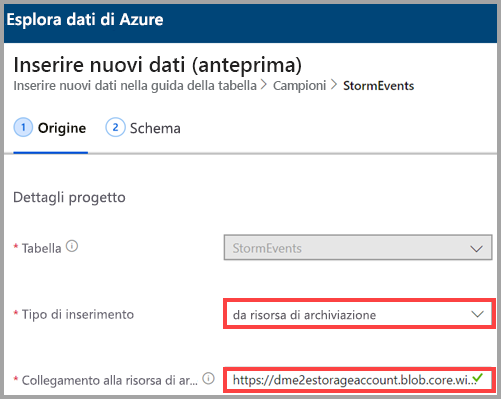 Esplora dati di Azure
Inserire nuovi dati (anteprima)
Inserire nuovi dati nella guida della tabella > Campioni > StormEvents
1 Origine 2 Schema
Dettagli progetto
* Tabella StormEvents
* Tipo di inserimento da risorsa di archiviazione
* Collegamento alla risorsa di ar... https://dme2estorageaccount.blob.core.wi...